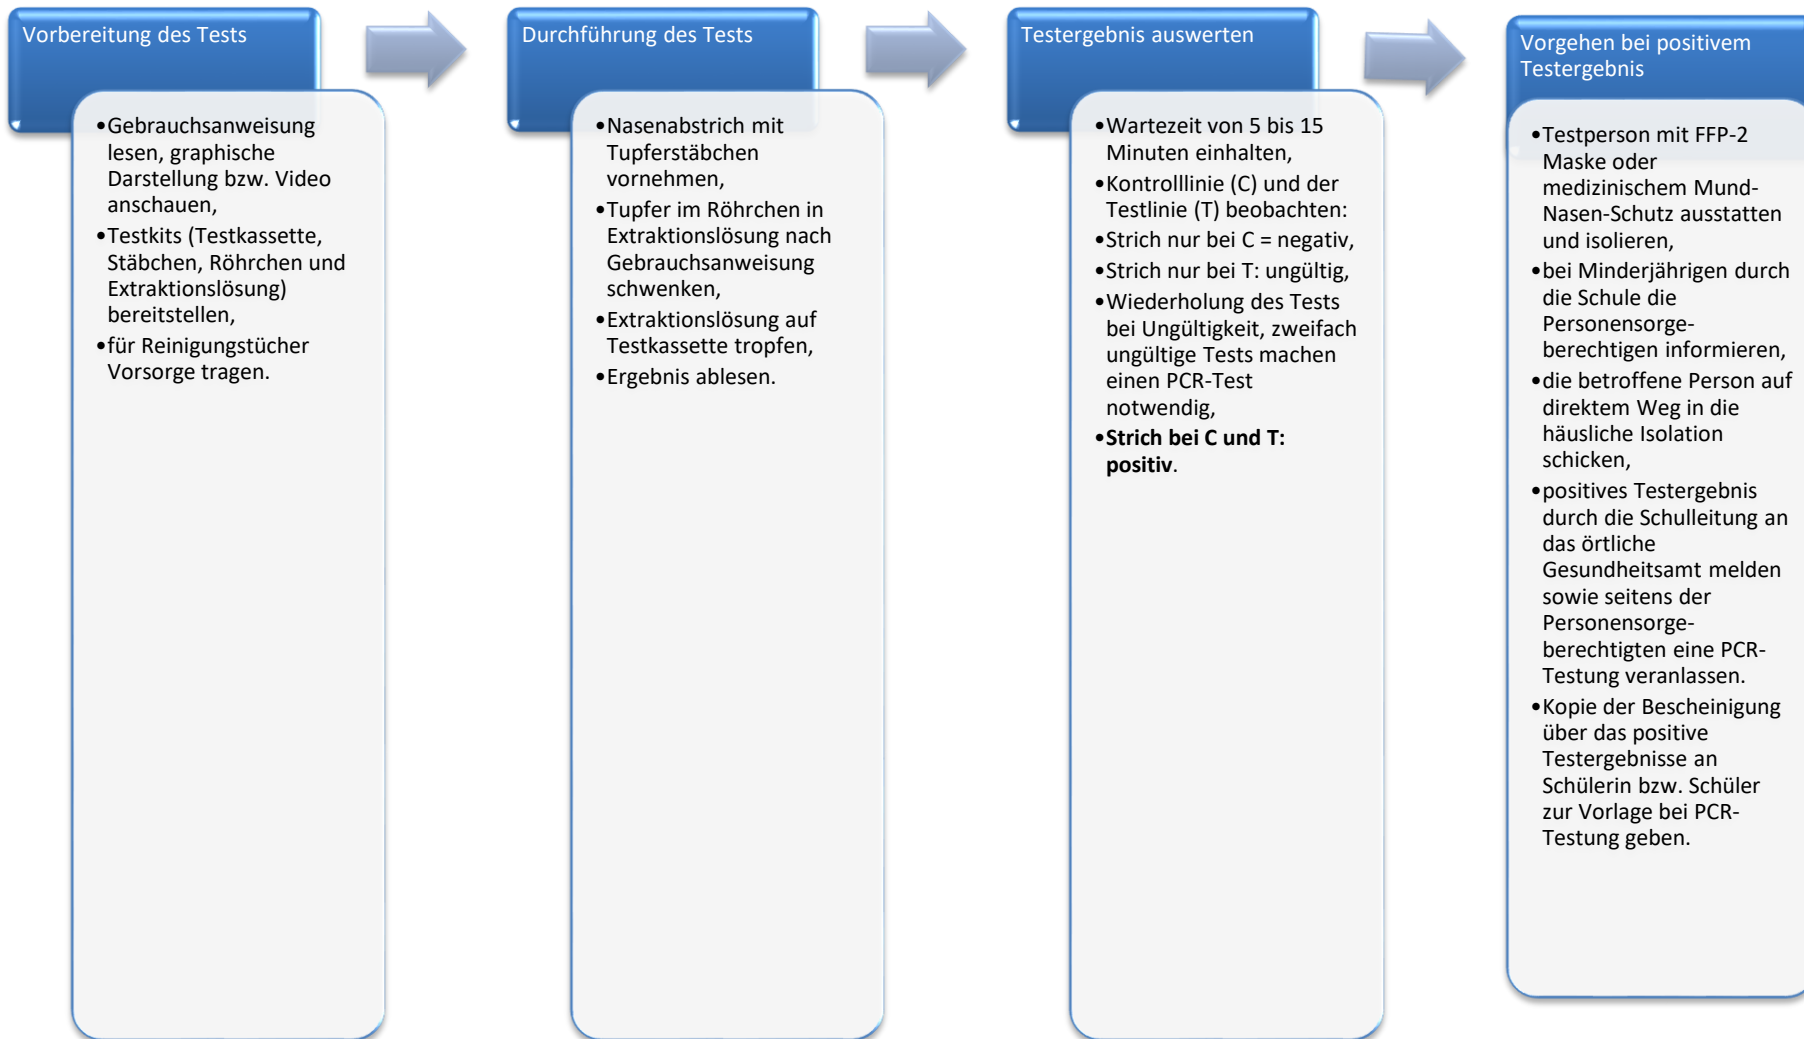 Vorbereitung des Tests
•Gebrauchsanweisung
lesen, graphische
Darstellung bzw. Video
anschauen,
•Testkits (Testkassette,
Stäbchen, Röhrchen und
Extraktionslösung)
bereitstellen,
•für Reinigungstücher
Vorsorge tragen.
Durchführung des Tests
•Nasenabstrich mit
Tupferstäbchen
vornehmen,
•Tupfer im Röhrchen in
Extraktionslösung nach
Gebrauchsanweisung
schwenken,
•Extraktionslösung auf
Testkassette tropfen,
•Ergebnis ablesen.
Testergebnis auswerten
•Wartezeit von 5 bis 15
Minuten einhalten,
•Kontrolllinie (C) und der
Testlinie (T) beobachten:
•Strich nur bei C = negativ,
•Strich nur bei T: ungültig,
•Wiederholung des Tests
bei Ungültigkeit, zweifach
ungültige Tests machen
einen PCR-Test
notwendig,
•Strich bei C und T:
positiv.
Vorgehen bei positivem
Testergebnis
•Testperson mit FFP-2
Maske oder
medizinischem Mund-
Nasen-Schutz ausstatten
und isolieren,
•bei Minderjährigen durch
die Schule die
Personensorge-
berechtigen informieren,
•die betroffene Person auf
direktem Weg in die
häusliche Isolation
schicken,
•positives Testergebnis
durch die Schulleitung an
das örtliche
Gesundheitsamt melden
sowie seitens der
Personensorge-
berechtigten eine PCR-
Testung veranlassen.
•Kopie der Bescheinigung
über das positive
Testergebnisse an
Schülerin bzw. Schüler
zur Vorlage bei PCR-
Testung geben.